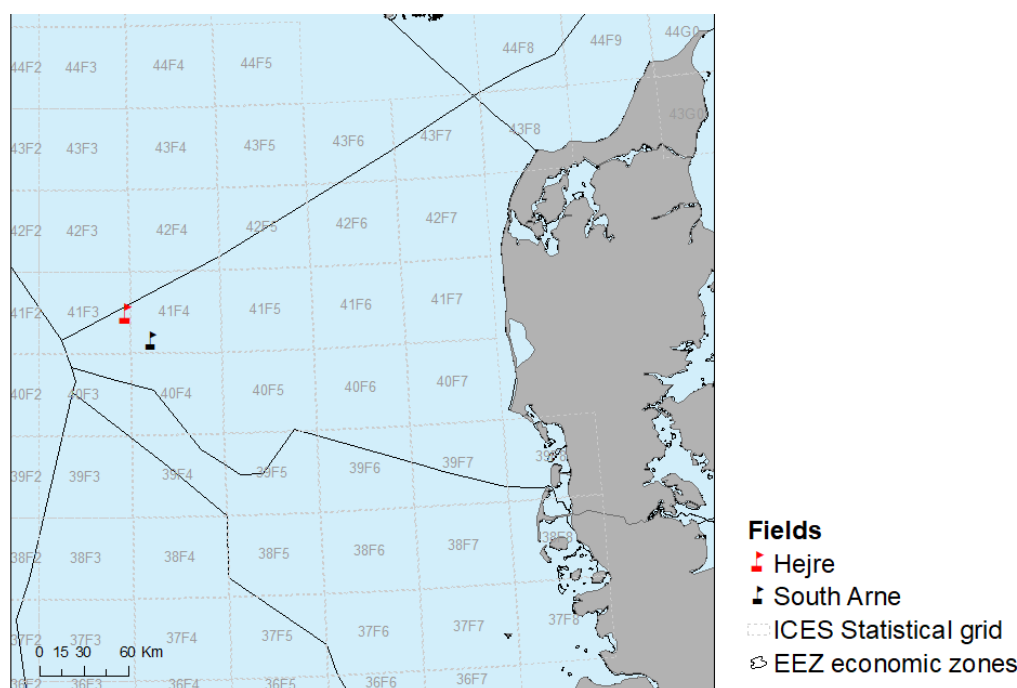 44G0
44F8 44F9
44F2 44F3 44F4 44F5
43G0
43F7 43F8
43F2 43F3 43F4 43F5 43F6
42F2 42F3 42F4 42F5 42F6 42F7
41F2 41F3 41F4 41F5 41F6 41F7
40F2 40F3 40F4 40F5 40F6 40F7
39F2 39F3 39F4 39F5 39F6 39F7 39F8
38F2 38F3 38F4 38F5 38F6 38F7 38F8
37F2 37F3 37F4 37F5 37F6 37F7 37F8
0 15 30 60 Km
36F2 36F3 36F4 36F5 36F6 36F7
Fields
Hejre
South Arne
ICES Statistical grid
EEZ economic zones